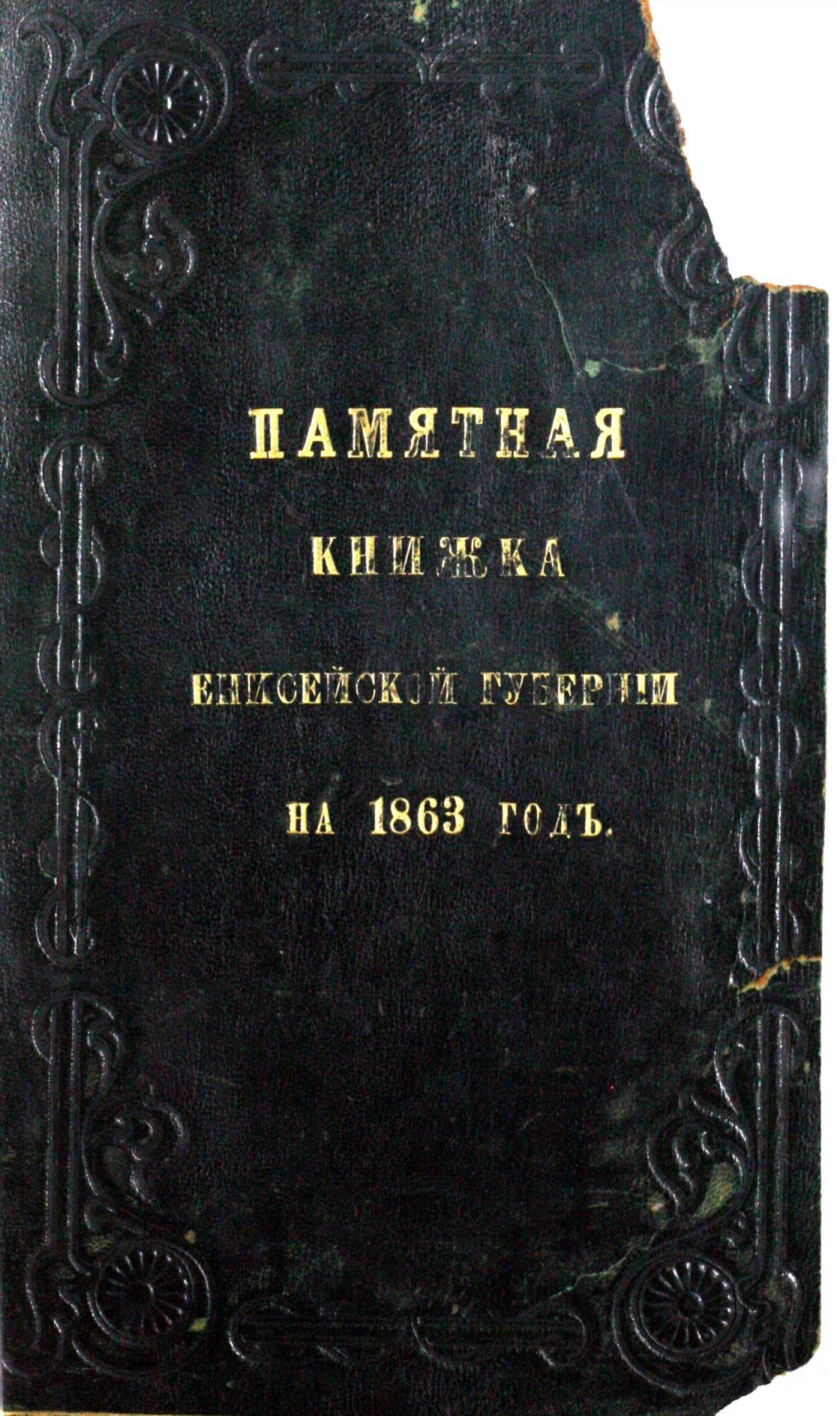 ПАМЯТНАЯ
КНИЖКА
ЕНИСЕЙСКОЙ ГУБЕРНІИ
НА 1863 ГОДЪ.